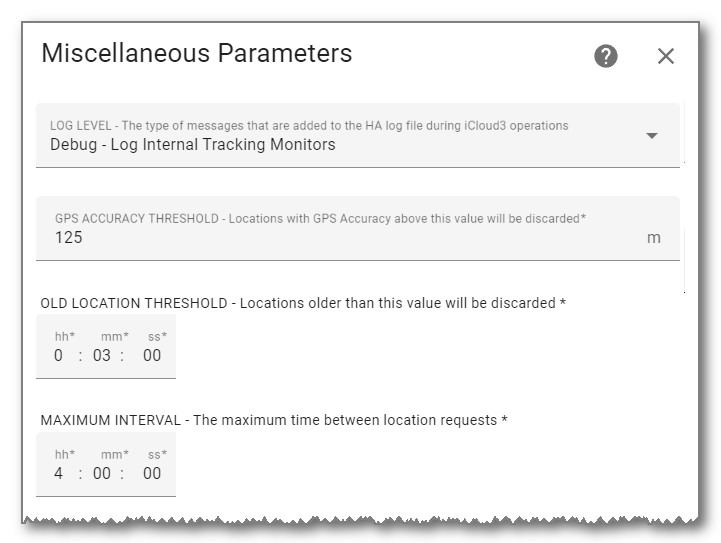 Miscellaneous Parameters
LOG LEVEL - The type of messages that are added to the HA log file during iCloud3 operations
Debug - Log Internal Tracking Monitors
GPS ACCURACY THRESHOLD - Locations with GPS Accuracy above this value will be discarded*
125 m
OLD LOCATION THRESHOLD - Locations older than this value will be discarded *
hh* mm* ss*
0 : 03 : 00
MAXIMUM INTERVAL - The maximum time between location requests *
hh* mm* ss*
4 : 00 : 00